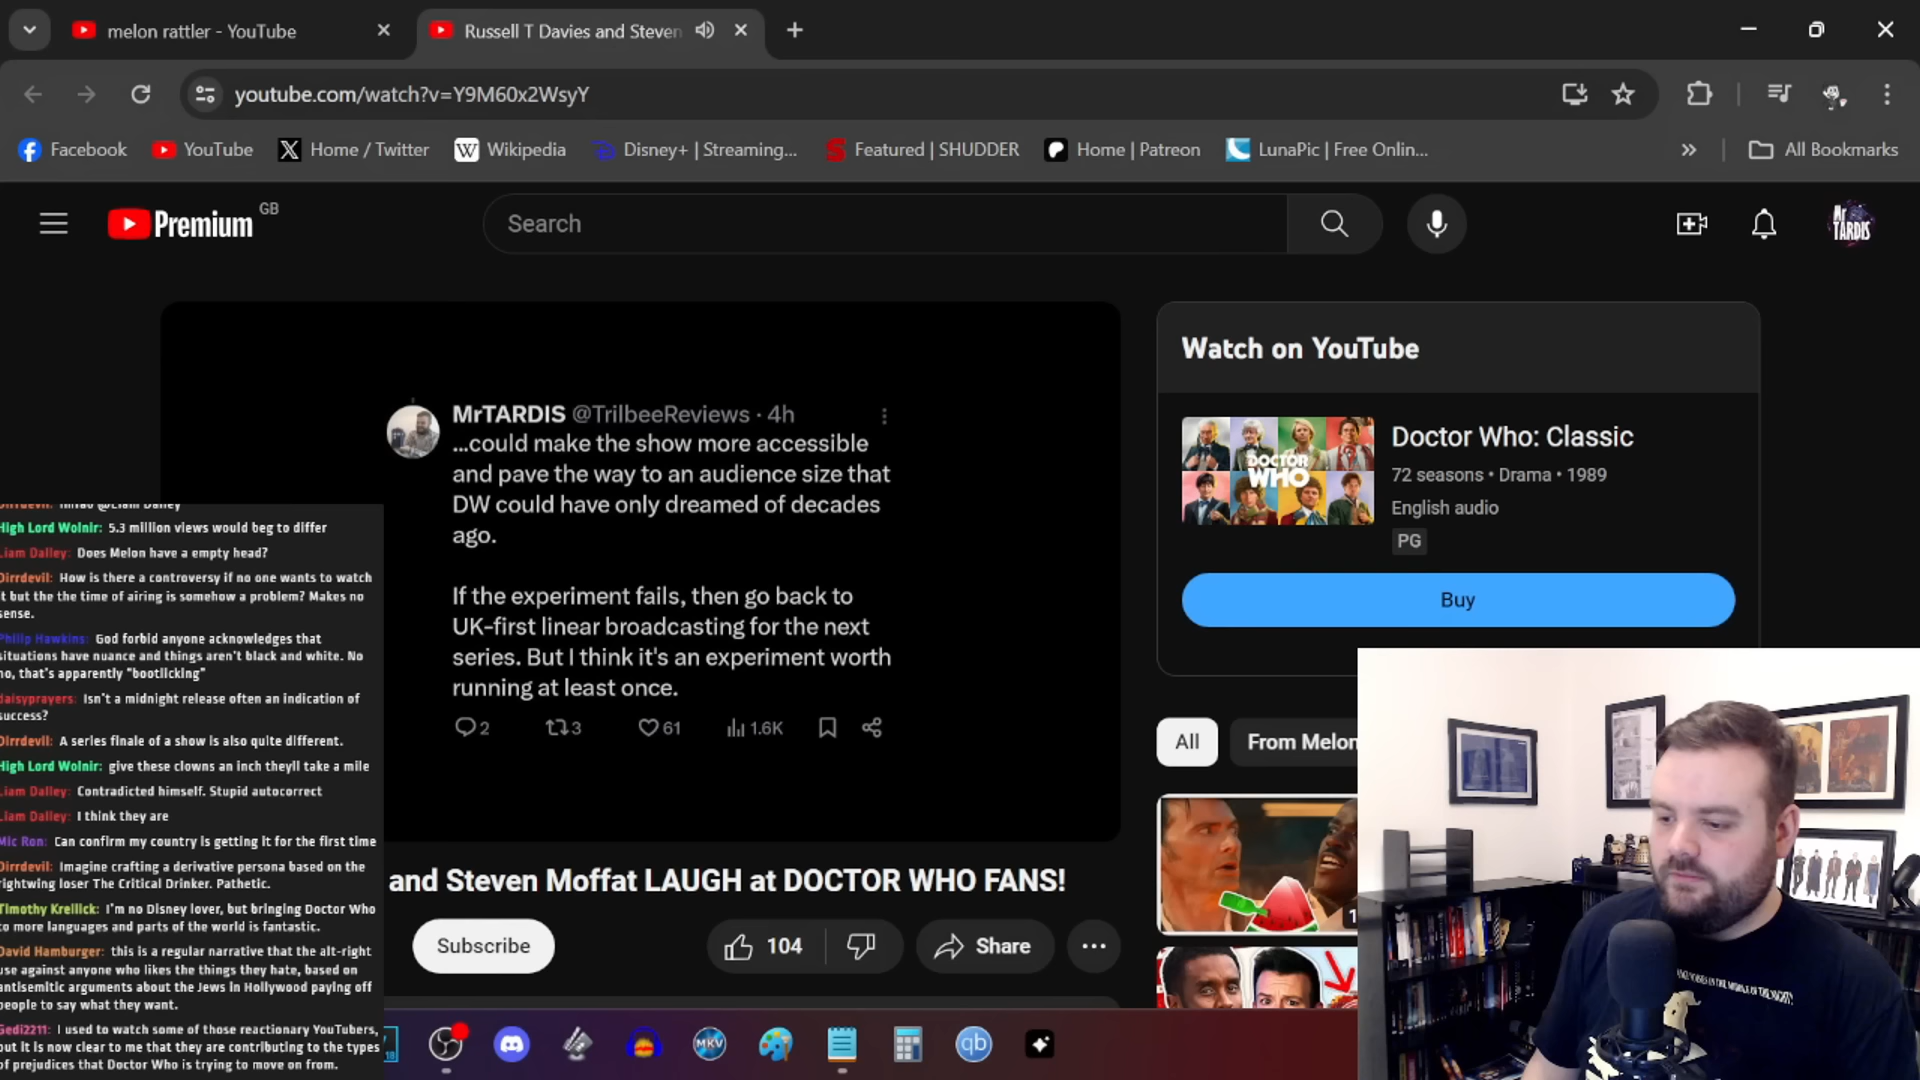 melon rattler - YouTube
Russell T Davies and Steven
youtube.com/watch?v=Y9M60x2WsyY
Facebook
YouTube
Home / Twitter
Wikipedia
Disney+ | Streaming...
Featured | SHUDDER
Home | Patreon
LunaPic | Free Onlin...
All Bookmarks
Premium GB
Search
Mr TARDIS
MrTARDIS @TrilbeeReviews · 4h
...could make the show more accessible
and pave the way to an audience size that
DW could have only dreamed of decades
ago.
If the experiment fails, then go back to
UK-first linear broadcasting for the next
series. But I think it's an experiment worth
running at least once.
2 3 61 1.6K
Watch on YouTube
DOCTOR WHO
Doctor Who: Classic
72 seasons • Drama • 1989
English audio
PG
Buy
All
From Melon
High Lord Wolnir: 5.3 million views would beg to differ
Liam Dalley: Does Melon have a empty head?
Dirrdevil: How is there a controversy if no one wants to watch
it but the the time of airing is somehow a problem? Makes no
sense.
Philip Hawkins: God forbid anyone acknowledges that
situations have nuance and things aren't black and white. No
no, that's apparently "bootlicking"
daisyprayers: Isn't a midnight release often an indication of
success?
Dirrdevil: A series finale of a show is also quite different.
High Lord Wolnir: give these clowns an inch theyll take a mile
Liam Dalley: Contradicted himself. Stupid autocorrect
Liam Dalley: I think they are
Mic Ron: Can confirm my country is getting it for the first time
Dirrdevil: Imagine crafting a derivative persona based on the
rightwing loser The Critical Drinker. Pathetic.
Timothy Krellick: I'm no Disney lover, but bringing Doctor Who
to more languages and parts of the world is fantastic.
David Hamburger: this is a regular narrative that the alt-right
use against anyone who likes the things they hate, based on
antisemitic arguments about the Jews in Hollywood paying off
people to say what they want.
Gedi2211: I used to watch some of those reactionary YouTubers,
but it is now clear to me that they are contributing to the types
of prejudices that Doctor Who is trying to move on from.
and Steven Moffat LAUGH at DOCTOR WHO FANS!
Subscribe
104
Share
MKV
qb